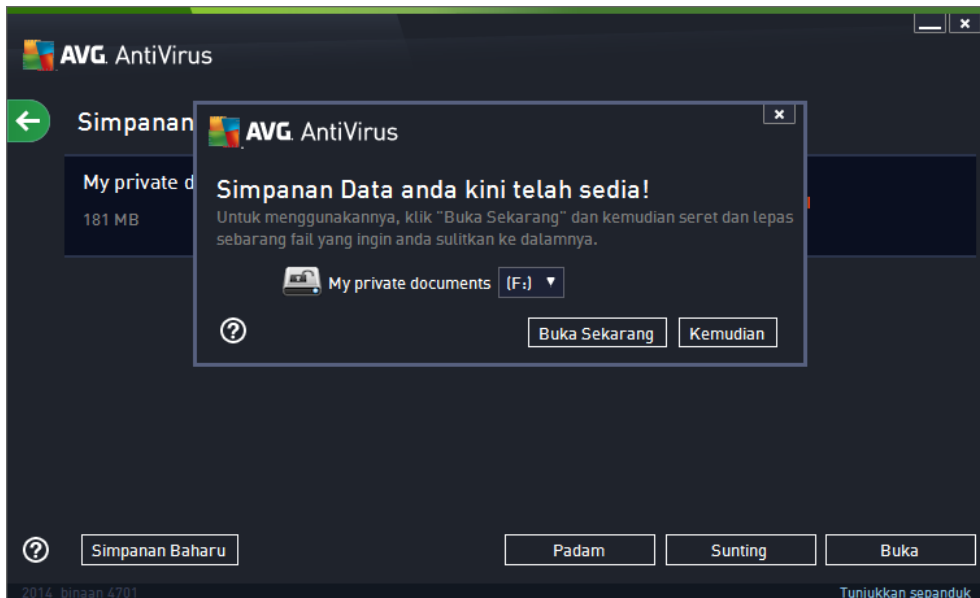 AVG. AntiVirus
Simpanan
My private d
181 MB
AVG. AntiVirus
Simpanan Data anda kini telah sedia!
Untuk menggunakannya, klik "Buka Sekarang" dan kemudian seret dan lepas
sebarang fail yang ingin anda sulitkan ke dalamnya.
My private documents (F:)
Buka Sekarang Kemudian
Simpanan Baharu Padam Sunting Buka
2014 binaan 4701 Tunjukkan sepanduk